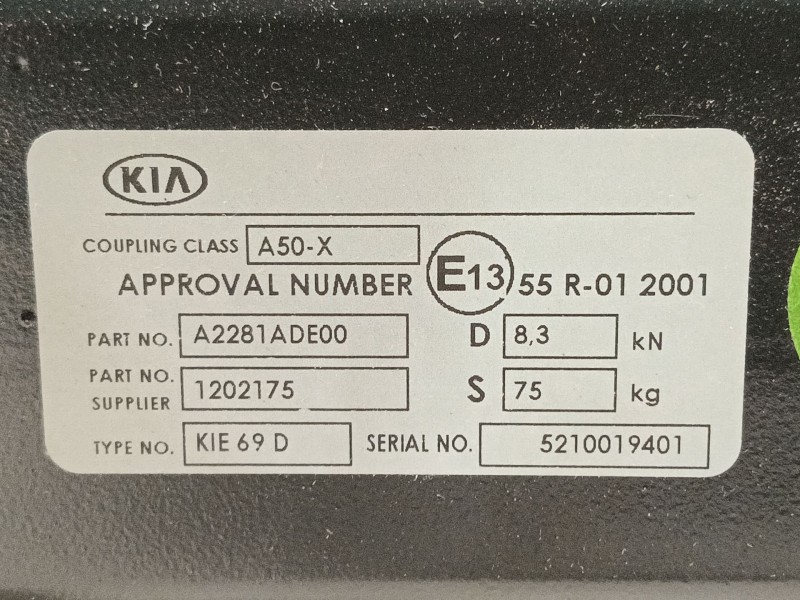 KIA
COUPLING CLASS A50-X
APPROVAL NUMBER E13 55 R-01 2001
PART NO. A2281ADE00 D 8,3 kN
PART NO. SUPPLIER 1202175 S 75 kg
TYPE NO. KIE 69 D SERIAL NO. 5210019401